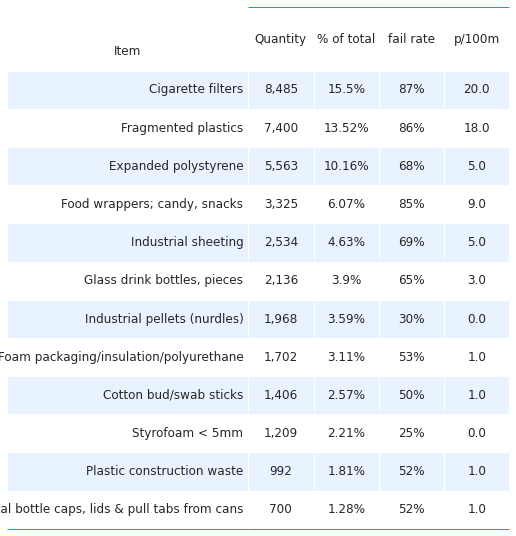 Item Quantity % of total fail rate p/100m
Cigarette filters 8,485 15.5% 87% 20.0
Fragmented plastics 7,400 13.52% 86% 18.0
Expanded polystyrene 5,563 10.16% 68% 5.0
Food wrappers; candy, snacks 3,325 6.07% 85% 9.0
Industrial sheeting 2,534 4.63% 69% 5.0
Glass drink bottles, pieces 2,136 3.9% 65% 3.0
Industrial pellets (nurdles) 1,968 3.59% 30% 0.0
Foam packaging/insulation/polyurethane 1,702 3.11% 53% 1.0
Cotton bud/swab sticks 1,406 2.57% 50% 1.0
Styrofoam < 5mm 1,209 2.21% 25% 0.0
Plastic construction waste 992 1.81% 52% 1.0
al bottle caps, lids & pull tabs from cans 700 1.28% 52% 1.0